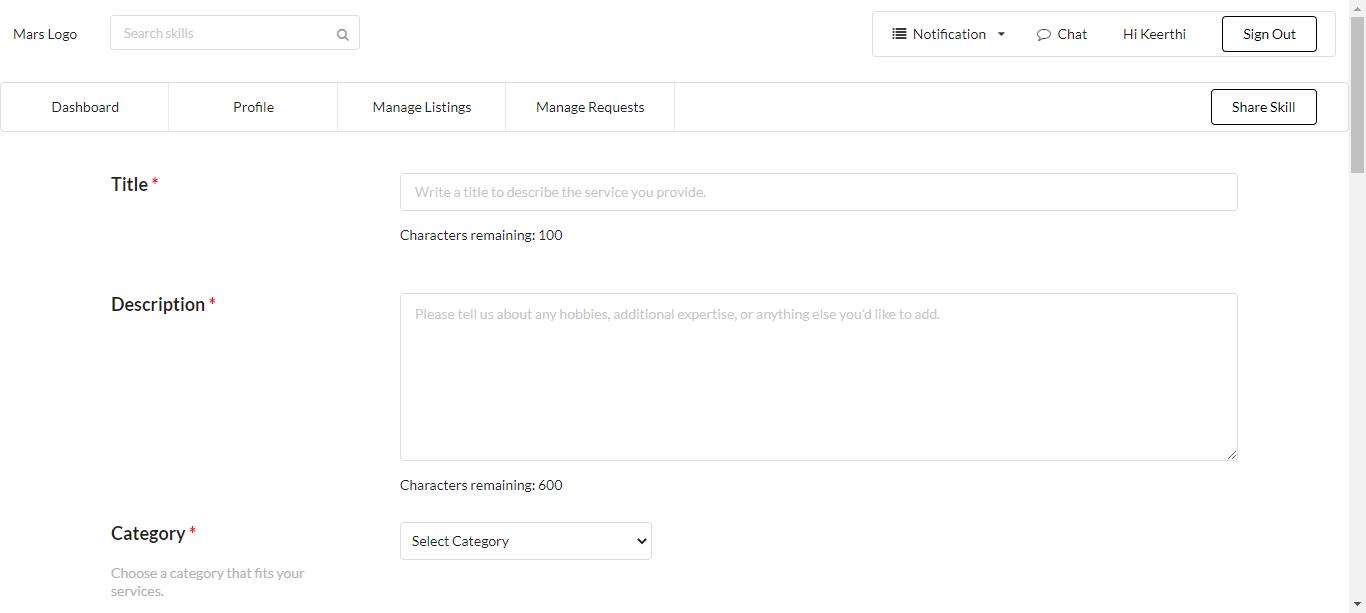 Mars Logo
Search skills
Notification
Chat
Hi Keerthi
Sign Out
Dashboard
Profile
Manage Listings
Manage Requests
Share Skill
Title *
Write a title to describe the service you provide.
Characters remaining: 100
Description *
Please tell us about any hobbies, additional expertise, or anything else you'd like to add.
Characters remaining: 600
Category *
Select Category
Choose a category that fits your
services.